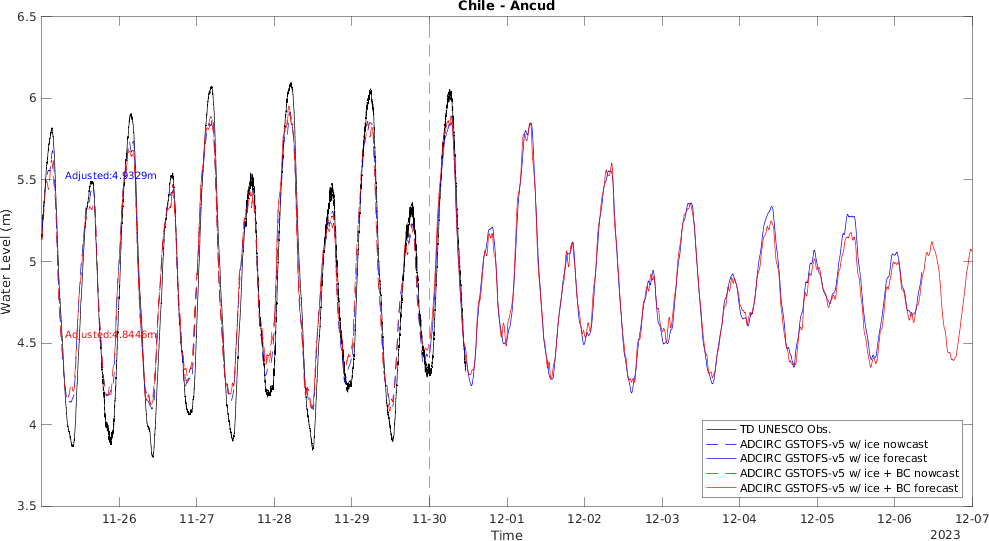 Chile - Ancud
6.5
6
5.5
5
4.5
4
3.5
Water Level (m)
Adjusted:4.9329m
Adjusted:4.8446m
TD UNESCO Obs.
ADCIRC GSTOFS-v5 w/ ice nowcast
ADCIRC GSTOFS-v5 w/ ice forecast
ADCIRC GSTOFS-v5 w/ ice + BC nowcast
ADCIRC GSTOFS-v5 w/ ice + BC forecast
11-26 11-27 11-28 11-29 11-30 12-01 12-02 12-03 12-04 12-05 12-06 12-07
Time
2023